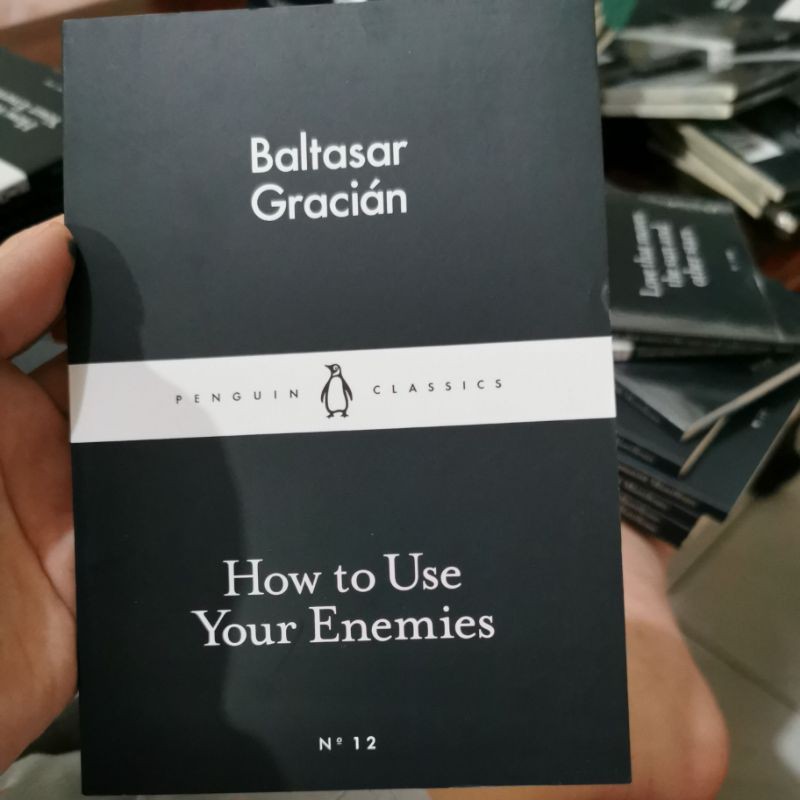 Baltasar
Gracián
PENGUIN CLASSICS
How to Use
Your Enemies
Nº 12